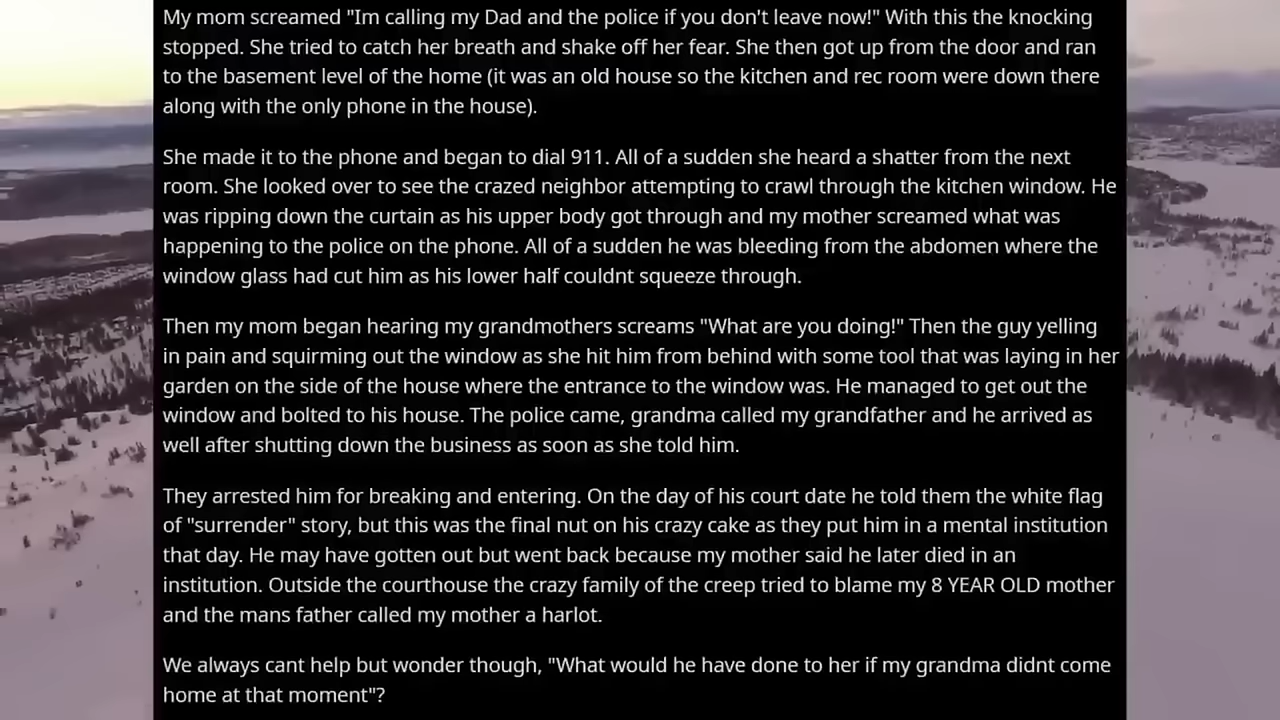 My mom screamed "Im calling my Dad and the police if you don't leave now!" With this the knocking
stopped. She tried to catch her breath and shake off her fear. She then got up from the door and ran
to the basement level of the home (it was an old house so the kitchen and rec room were down there
along with the only phone in the house).
She made it to the phone and began to dial 911. All of a sudden she heard a shatter from the next
room. She looked over to see the crazed neighbor attempting to crawl through the kitchen window. He
was ripping down the curtain as his upper body got through and my mother screamed what was
happening to the police on the phone. All of a sudden he was bleeding from the abdomen where the
window glass had cut him as his lower half couldnt squeeze through.
Then my mom began hearing my grandmothers screams "What are you doing!" Then the guy yelling
in pain and squirming out the window as she hit him from behind with some tool that was laying in her
garden on the side of the house where the entrance to the window was. He managed to get out the
window and bolted to his house. The police came, grandma called my grandfather and he arrived as
well after shutting down the business as soon as she told him.
They arrested him for breaking and entering. On the day of his court date he told them the white flag
of "surrender" story, but this was the final nut on his crazy cake as they put him in a mental institution
that day. He may have gotten out but went back because my mother said he later died in an
institution. Outside the courthouse the crazy family of the creep tried to blame my 8 YEAR OLD mother
and the mans father called my mother a harlot.
We always cant help but wonder though, "What would he have done to her if my grandma didnt come
home at that moment"?